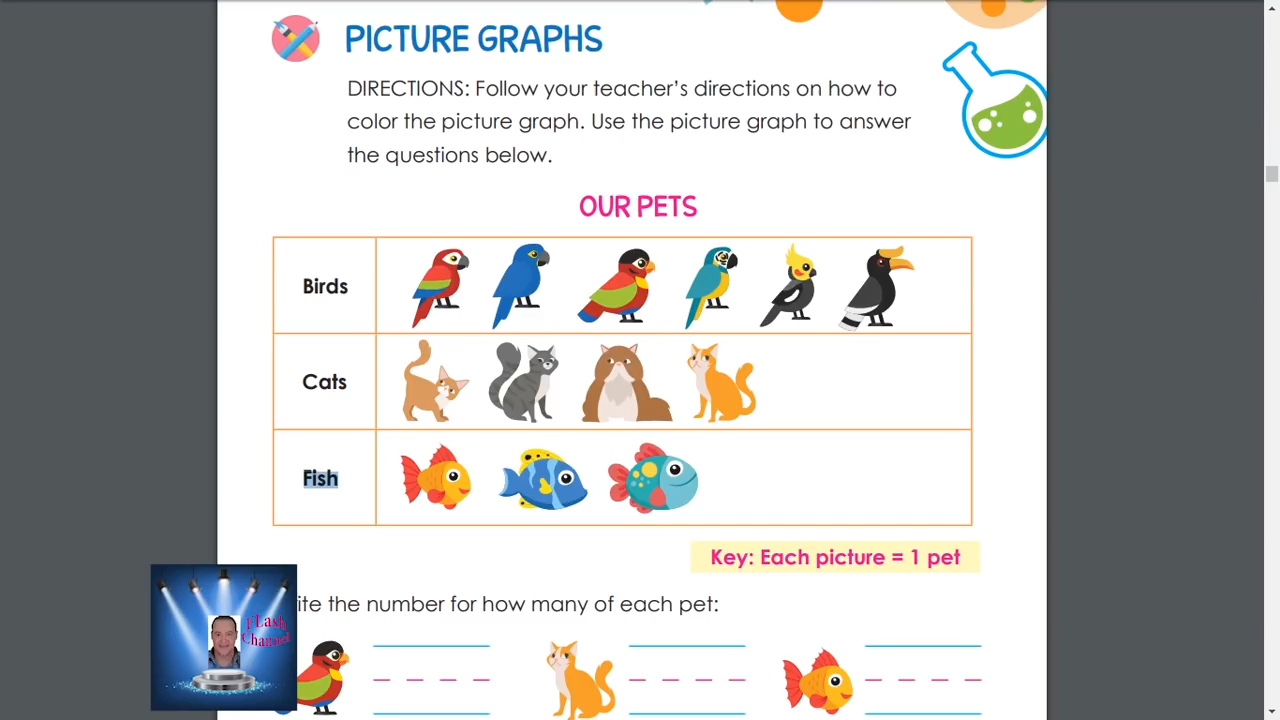 PICTURE GRAPHS
DIRECTIONS: Follow your teacher's directions on how to
color the picture graph. Use the picture graph to answer
the questions below.
OUR PETS
Birds
Cats
Fish
Key: Each picture = 1 pet
ite the number for how many of each pet:
FLash
Channel